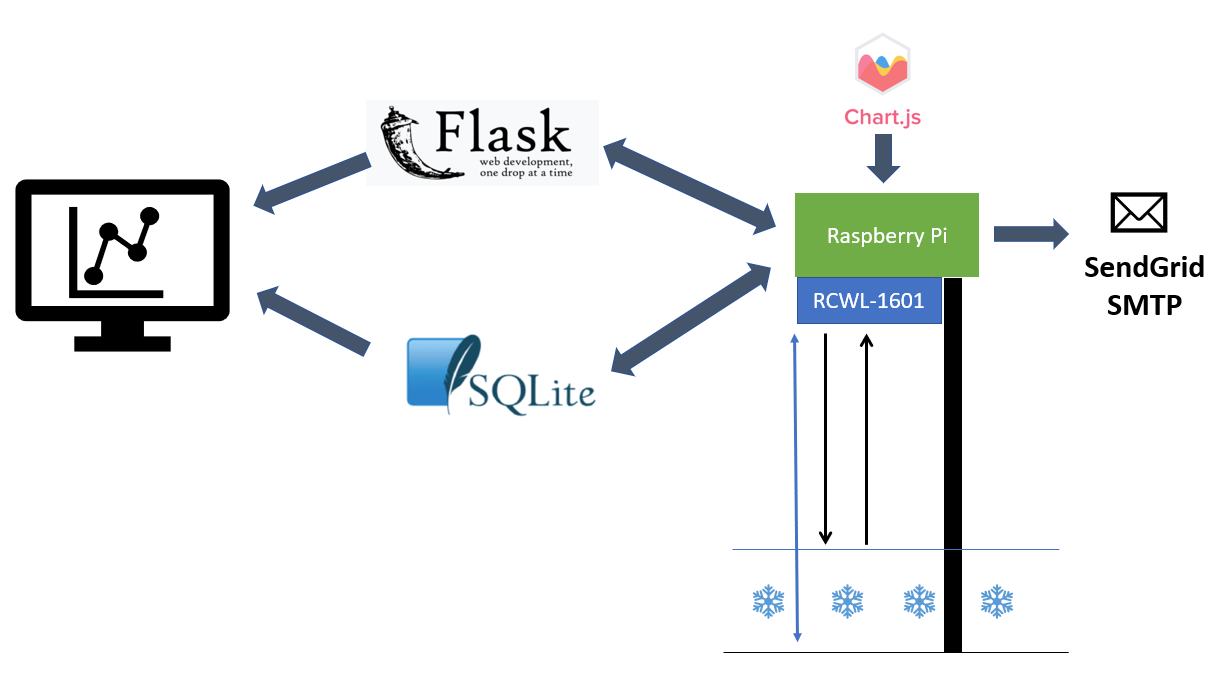 Chart.js
Flask
web development,
one drop at a time
Raspberry Pi
RCWL-1601
SendGrid
SMTP
SQLite